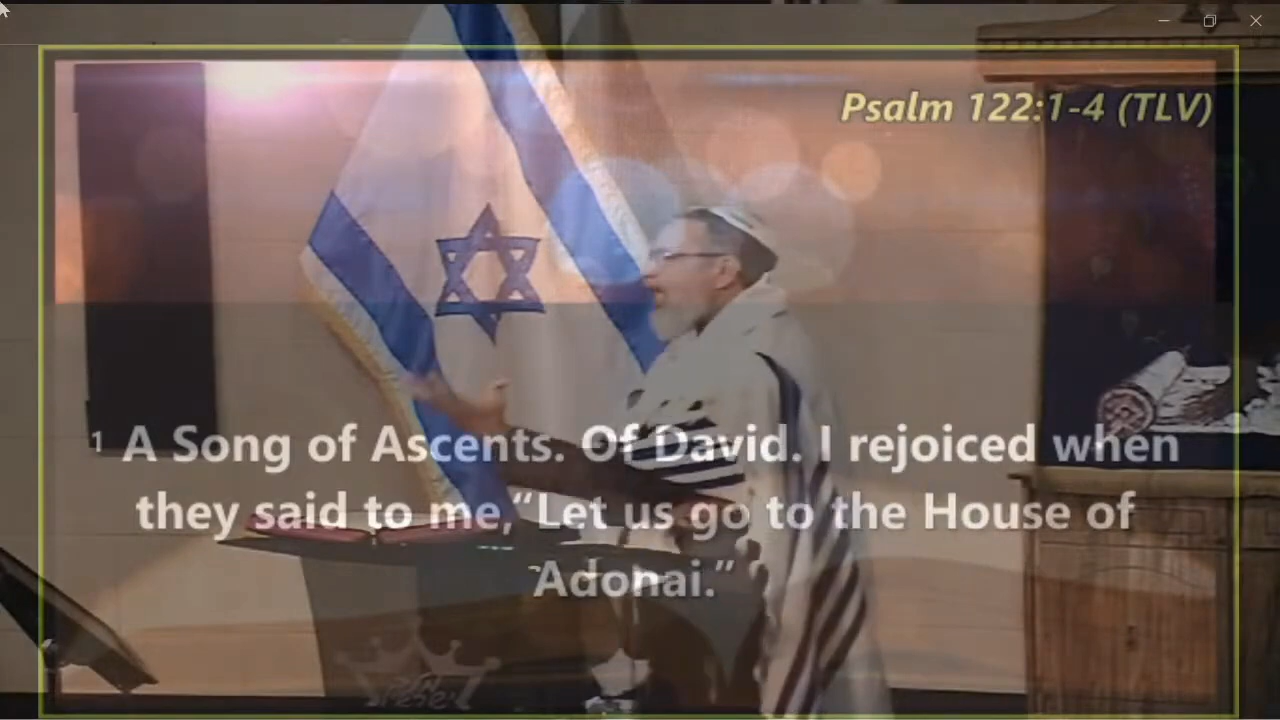 Psalm 122:1-4 (TLV)
1 A Song of Ascents. Of David. I rejoiced when
they said to me,“Let us go to the House of
Adonai.”